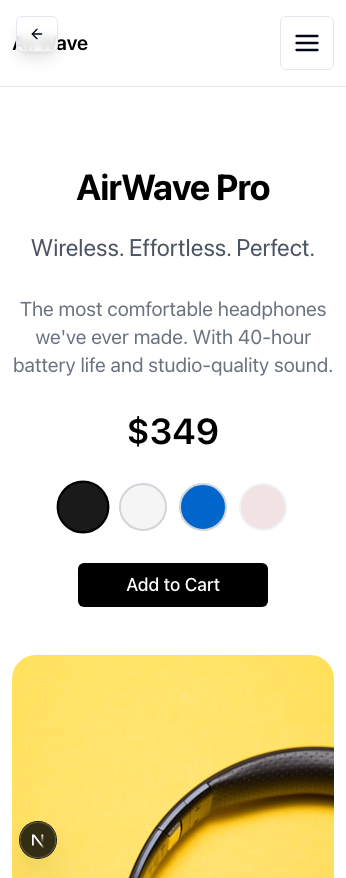 AirWave
AirWave Pro
Wireless. Effortless. Perfect.
The most comfortable headphones
we've ever made. With 40-hour
battery life and studio-quality sound.
$349
Add to Cart
N